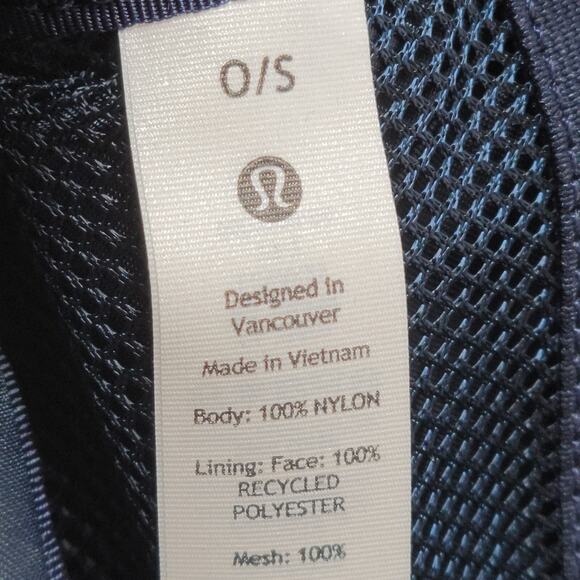 O/S
Designed in
Vancouver
Made in Vietnam
Body: 100% NYLON
Lining: Face: 100%
RECYCLED
POLYESTER
Mesh: 100%